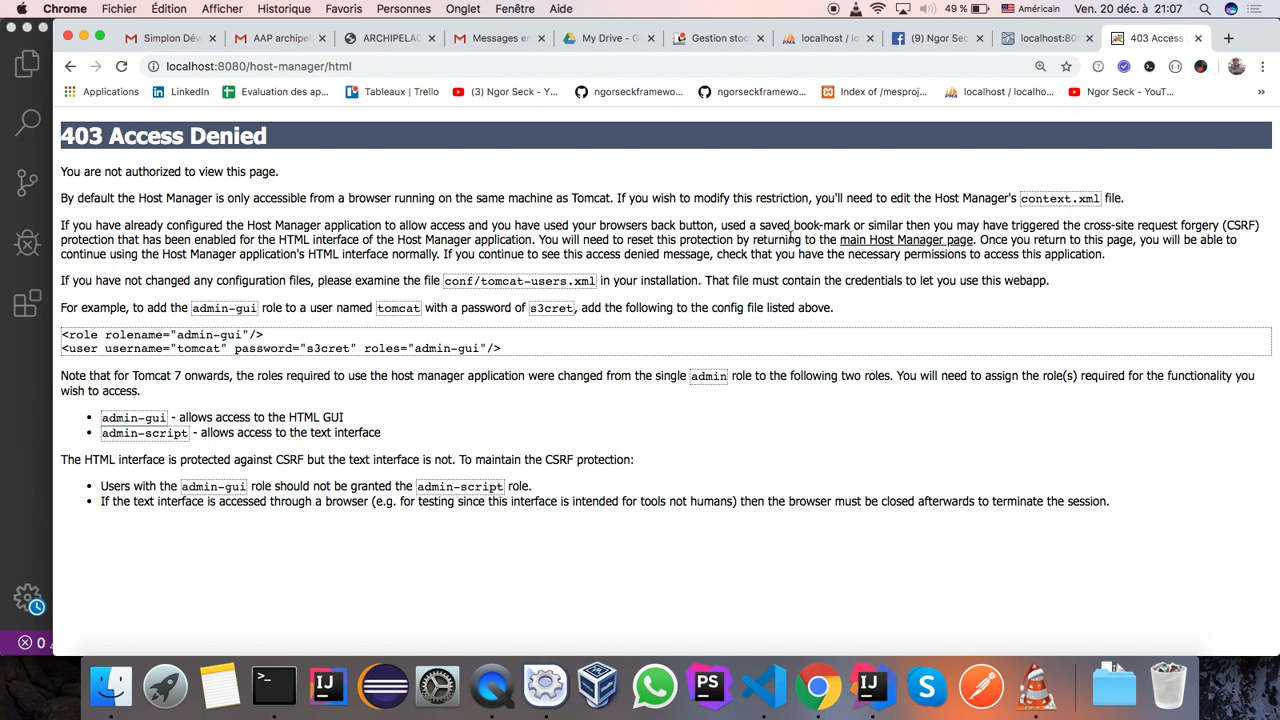 Chrome Fichier Édition Affichage Historique Favoris Personnes Onglet Fenêtre Aide 49 % Américain Ven. 20 déc. à 21:07
Simplon Dév AAP archipel ARCHIPELAG Messages en My Drive - G Gestion stoc localhost / lo (9) Ngor Sec localhost:80 403 Access
localhost:8080/host-manager/html
Applications LinkedIn Evaluation des ap... Tableaux | Trello (3) Ngor Seck - YouT... ngorseckframewo... ngorseckframewo... Index of /mesproj... localhost / localho... Ngor Seck - YouT... »
403 Access Denied
You are not authorized to view this page.
By default the Host Manager is only accessible from a browser running on the same machine as Tomcat. If you wish to modify this restriction, you'll need to edit the Host Manager's context.xml file.
If you have already configured the Host Manager application to allow access and you have used your browsers back button, used a saved book-mark or similar then you may have triggered the cross-site request forgery (CSRF)
protection that has been enabled for the HTML interface of the Host Manager application. You will need to reset this protection by returning to the main Host Manager page. Once you return to this page, you will be able to
continue using the Host Manager application's HTML interface normally. If you continue to see this access denied message, check that you have the necessary permissions to access this application.
If you have not changed any configuration files, please examine the file conf/tomcat-users.xml in your installation. That file must contain the credentials to let you use this webapp.
For example, to add the admin-gui role to a user named tomcat with a password of s3cret, add the following to the config file listed above.
<role rolename="admin-gui"/>
<user username="tomcat" password="s3cret" roles="admin-gui"/>
Note that for Tomcat 7 onwards, the roles required to use the host manager application were changed from the single admin role to the following two roles. You will need to assign the role(s) required for the functionality you
wish to access.
• admin-gui - allows access to the HTML GUI
• admin-script - allows access to the text interface
The HTML interface is protected against CSRF but the text interface is not. To maintain the CSRF protection:
• Users with the admin-gui role should not be granted the admin-script role.
• If the text interface is accessed through a browser (e.g. for testing since this interface is intended for tools not humans) then the browser must be closed afterwards to terminate the session.
0
>_ IJ PS IJ S